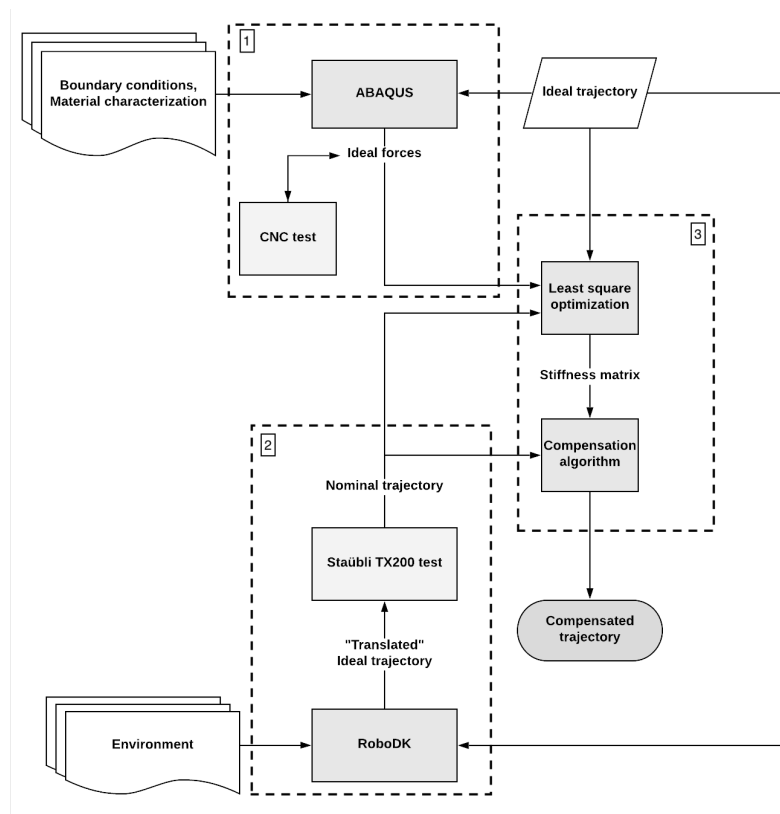 1
Boundary conditions,
Material characterization
ABAQUS
Ideal trajectory
Ideal forces
CNC test
3
Least square
optimization
Stiffness matrix
2
Compensation
algorithm
Nominal trajectory
Staübli TX200 test
Compensated
trajectory
"Translated"
Ideal trajectory
Environment
RoboDK